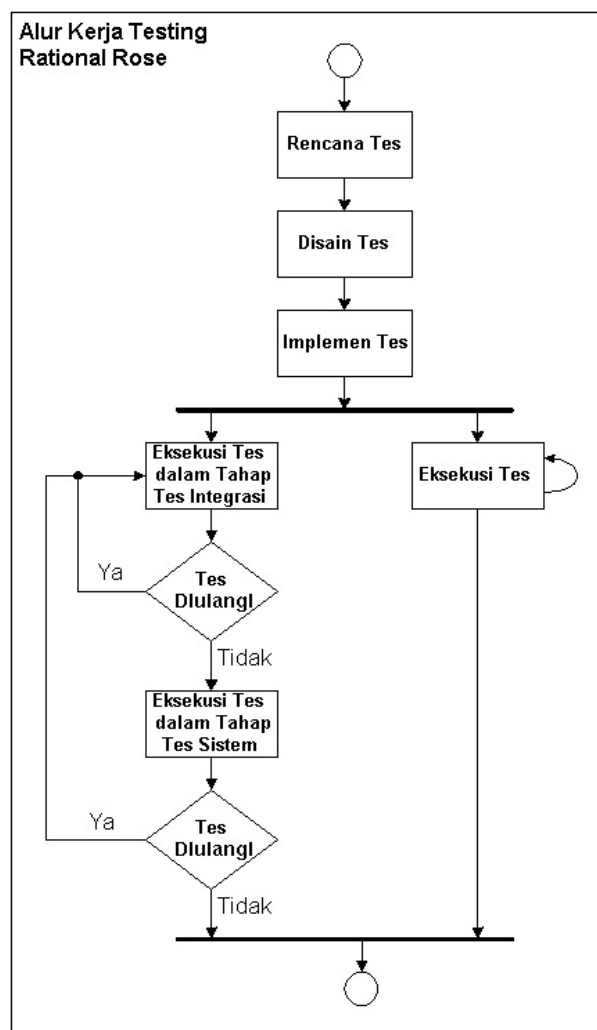 Alur Kerja Testing
Rational Rose
Rencana Tes
Disain Tes
Implemen Tes
Eksekusi Tes
dalam Tahap
Tes Integrasi
Eksekusi Tes
Ya
Tes
DIulangI
Tidak
Eksekusi Tes
dalam Tahap
Tes Sistem
Ya
Tes
DIulangI
Tidak